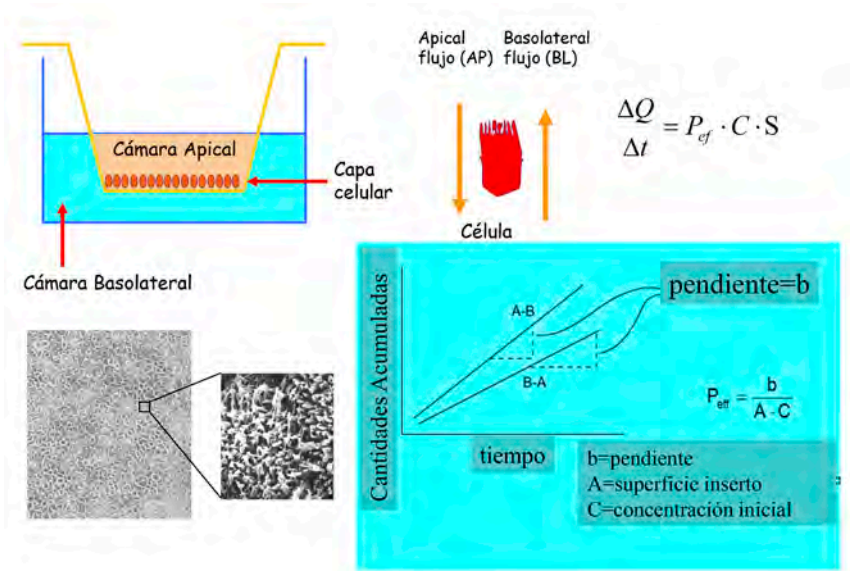 Apical
flujo (AP)
Basolateral
flujo (BL)
Cámara Apical
Capa
celular
Célula
Cámara Basolateral
ΔQ/Δt = P_ef · C · S
Cantidades Acumuladas
A-B
B-A
pendiente=b
P_eff = b/(A · C)
tiempo
b=pendiente
A=superficie inserto
C=concentración inicial